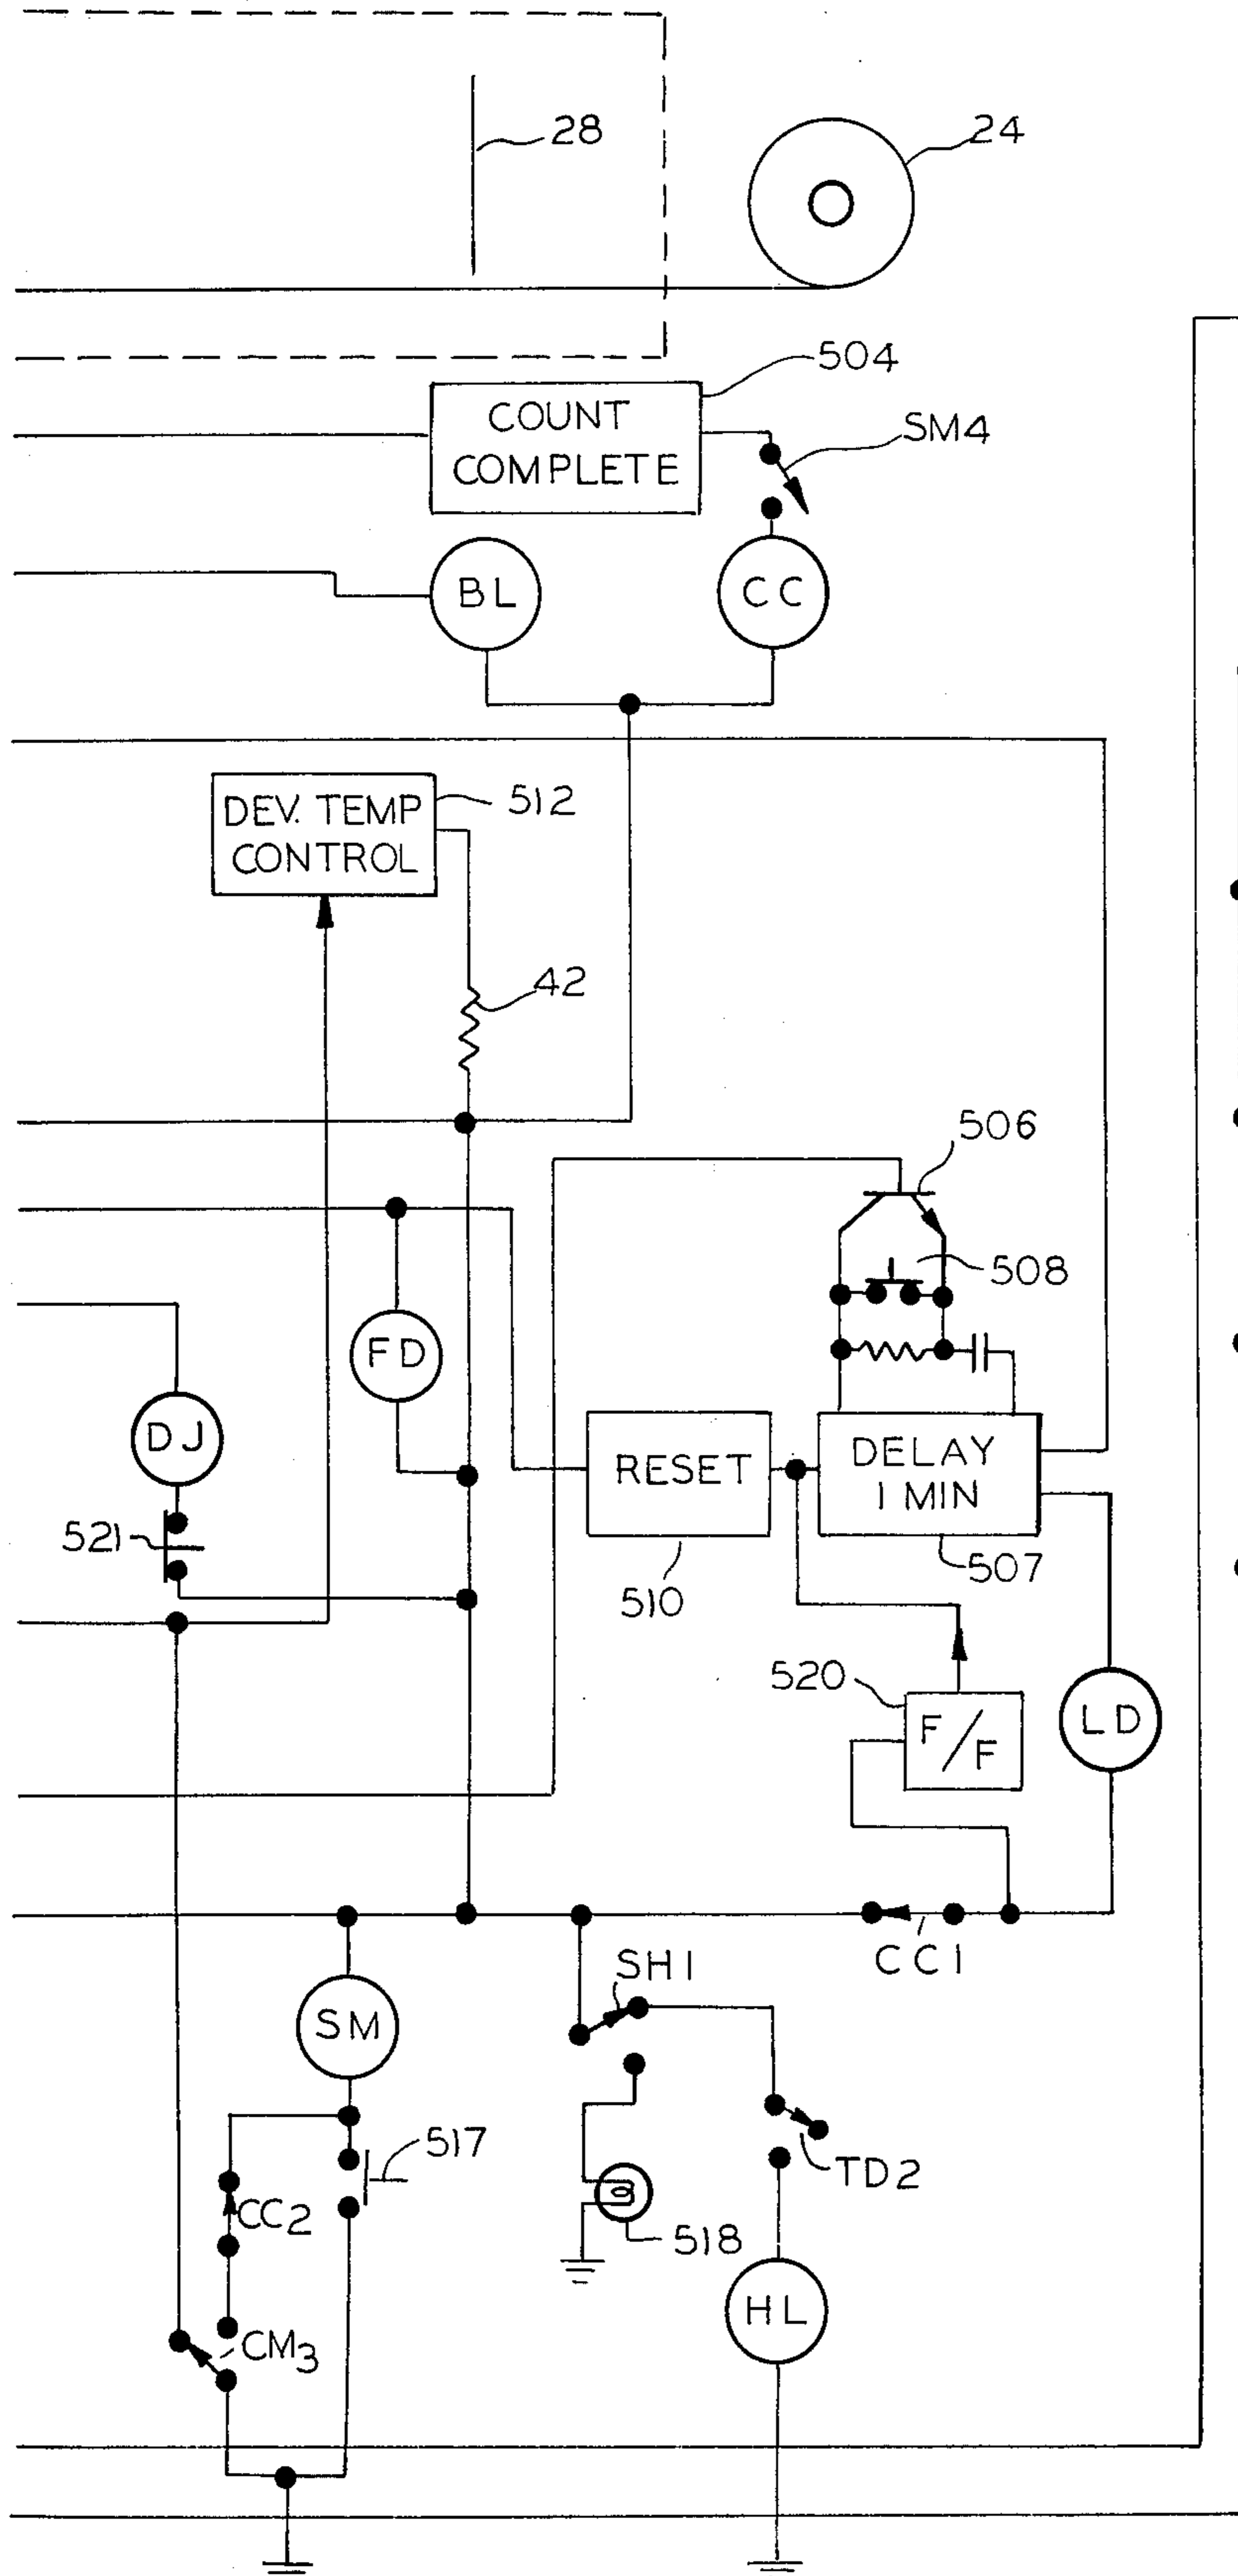 28
24
504
COUNT
COMPLETE
SM4
BL
CC
DEV. TEMP
CONTROL
512
42
506
508
FD
DJ
RESET
DELAY
1 MIN
521
510
507
520
F/F
LD
CC1
SH1
SM
517
TD2
CC2
518
HL
CM3